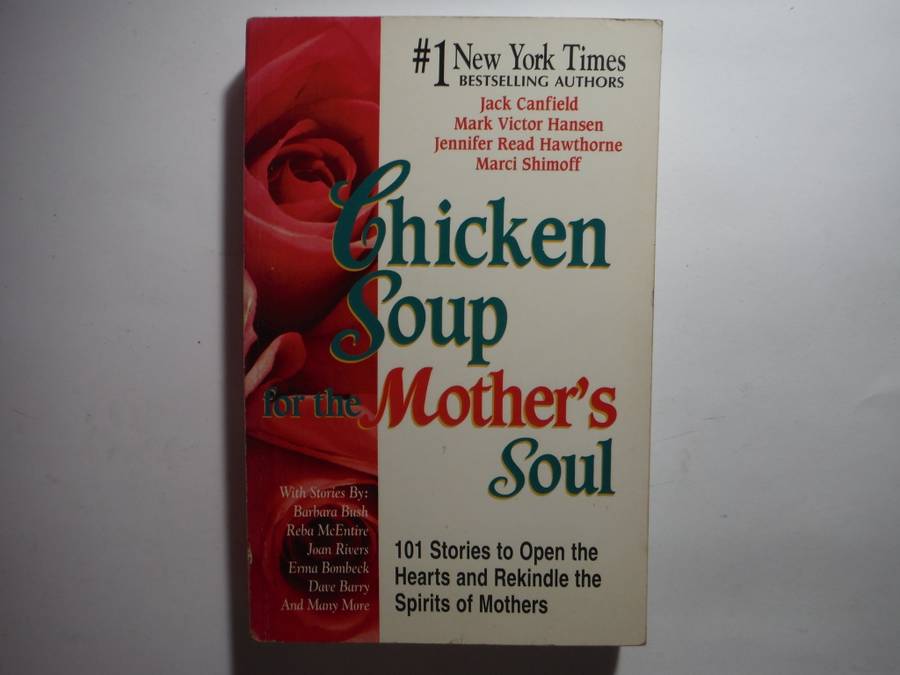 #1 New York Times
BESTSELLING AUTHORS
Jack Canfield
Mark Victor Hansen
Jennifer Read Hawthorne
Marci Shimoff
Chicken
Soup
for the Mother's
Soul
With Stories By:
Barbara Bush
Reba McEntire
Joan Rivers
Erma Bombeck
Dave Barry
And Many More
101 Stories to Open the
Hearts and Rekindle the
Spirits of Mothers